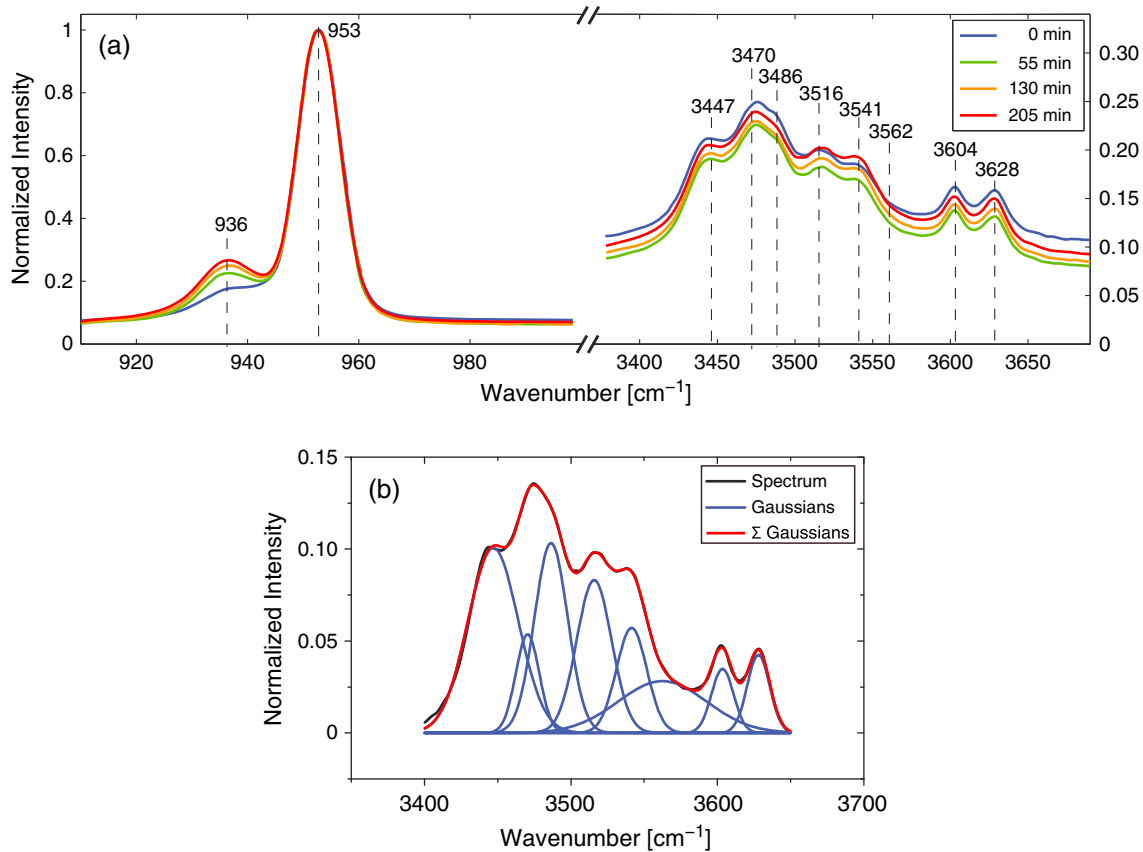 (a)
953
936
3447
3470
3486
3516
3541
3562
3604
3628
0 min
55 min
130 min
205 min
Normalized Intensity
1
0.8
0.6
0.4
0.2
0
0.30
0.25
0.20
0.15
0.10
0.05
0
920 940 960 980 3400 3450 3500 3550 3600 3650
Wavenumber [cm⁻¹]
(b)
Spectrum
Gaussians
Σ Gaussians
Normalized Intensity
0.15
0.10
0.05
0
3400 3500 3600 3700
Wavenumber [cm⁻¹]